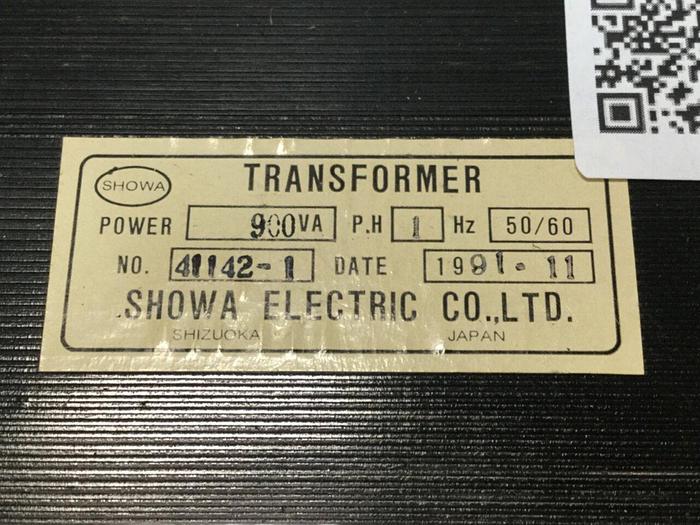 SHOWA TRANSFORMER
POWER 900VA P.H 1 Hz 50/60
NO. 41142-1 DATE 1991.11
SHOWA ELECTRIC CO.,LTD.
SHIZUOKA JAPAN